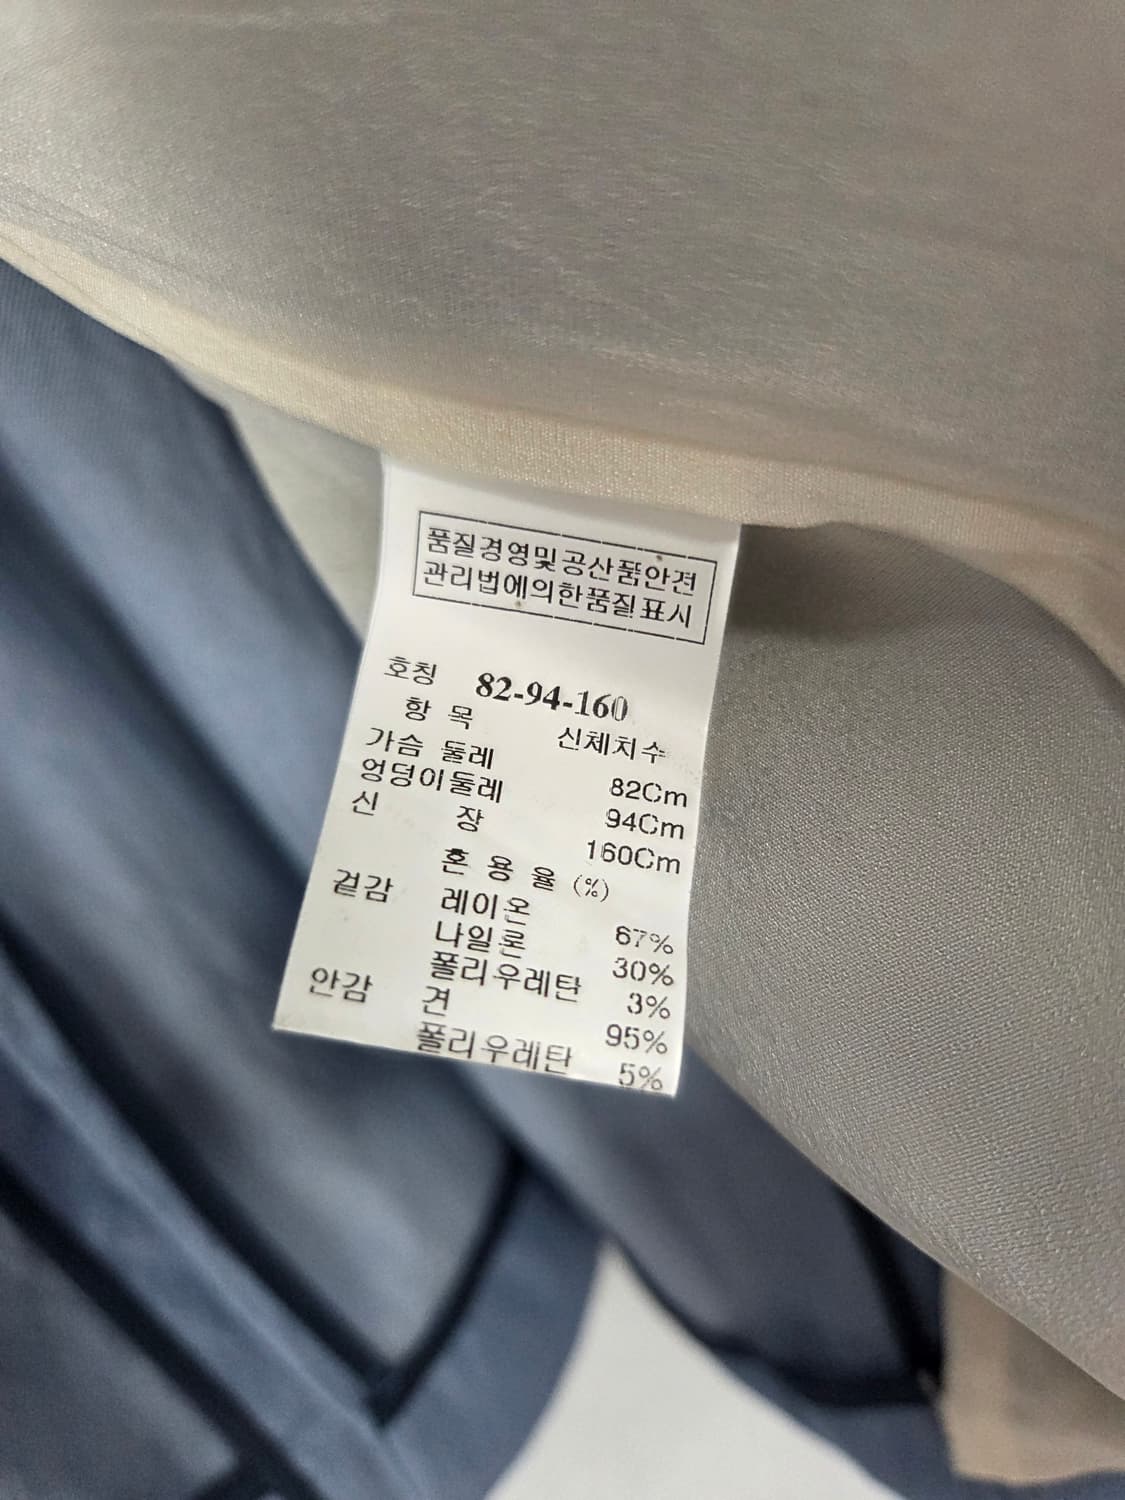 품질경영및공산품안전
관리법에의한품질표시
호칭 82-94-160
항 목 신체치수
가슴 둘레 82Cm
엉덩이둘레 94Cm
신 장 160Cm
혼 용 율 (%)
겉감 레이온 67%
나일론 30%
폴리우레탄 3%
안감 견 95%
폴리우레탄 5%